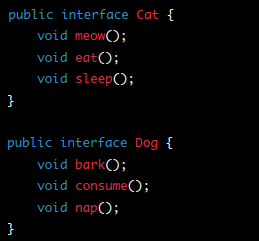 public interface Cat {
    void meow();
    void eat();
    void sleep();
}

public interface Dog {
    void bark();
    void consume();
    void nap();
}